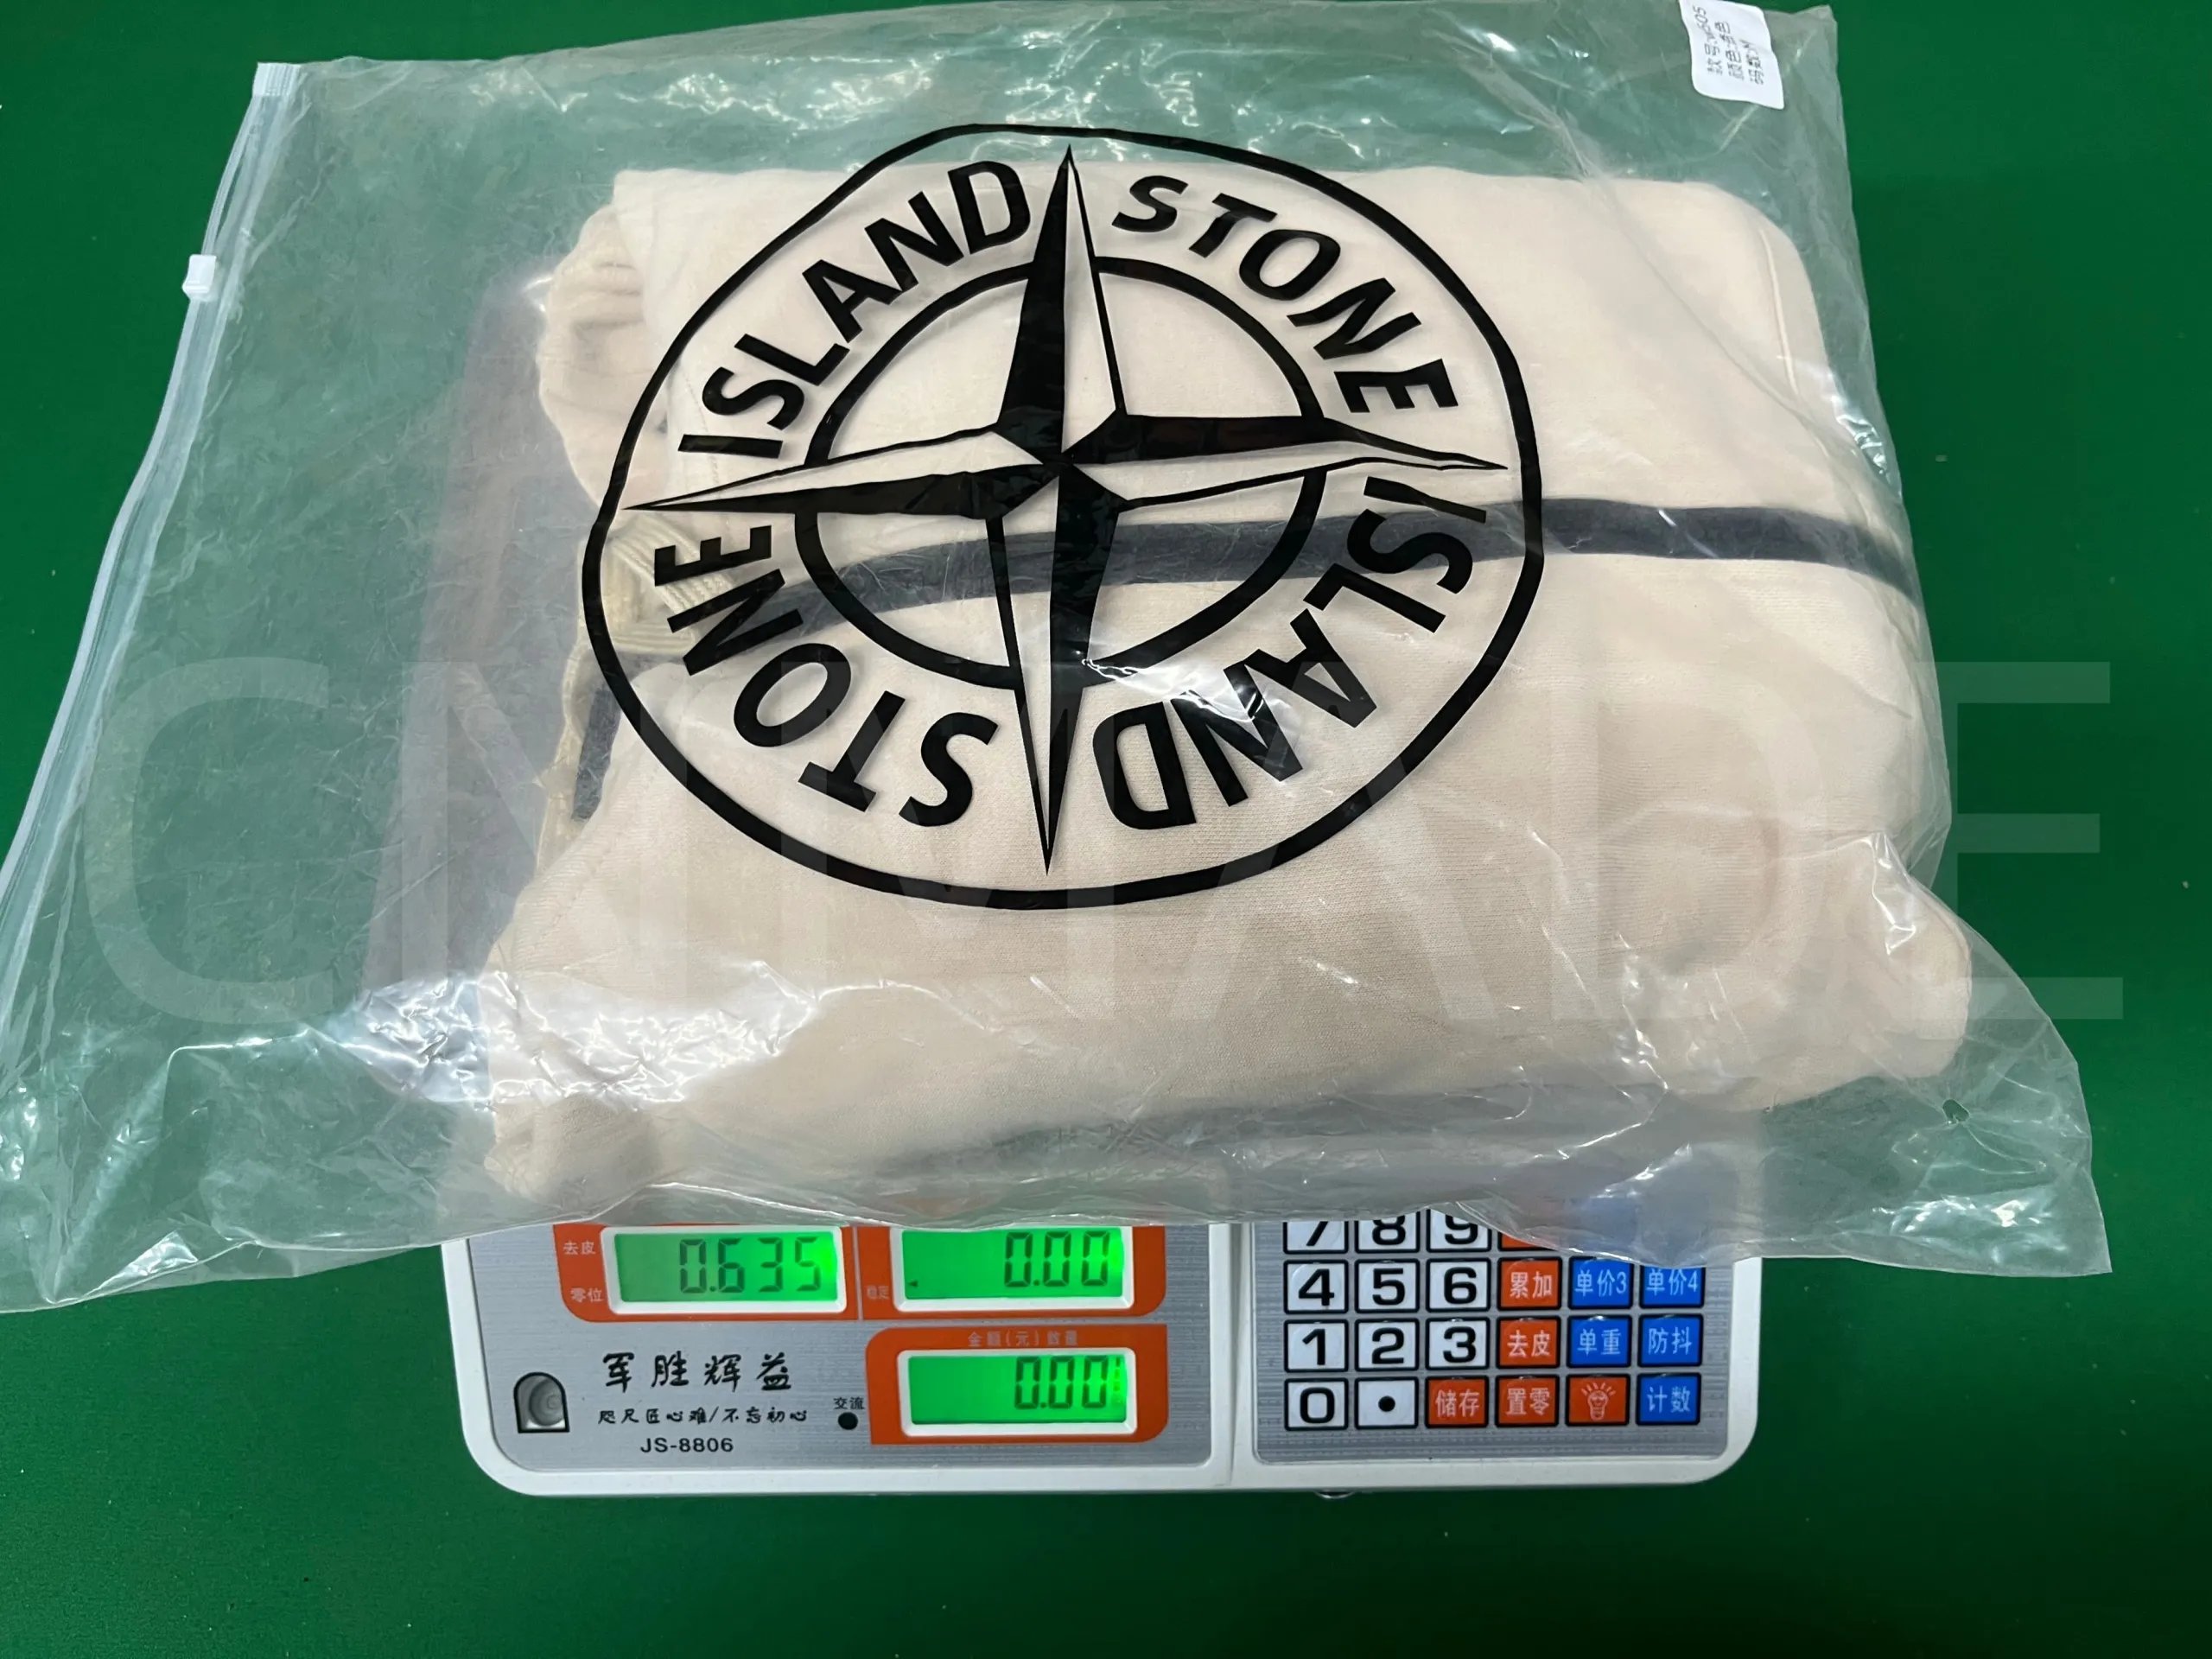 码数:M
STONE ISLAND
STONE ISLAND
CNMADE
去皮
0.635
零位
0.00
稳定
金额(元)数量
0.00
军胜辉益
咫尺匠心难/不忘初心
JS-8806
交流
7 8 9
4 5 6 累加 单价3 单价4
1 2 3 去皮 单重 防抖
0 • 储存 置零 计数